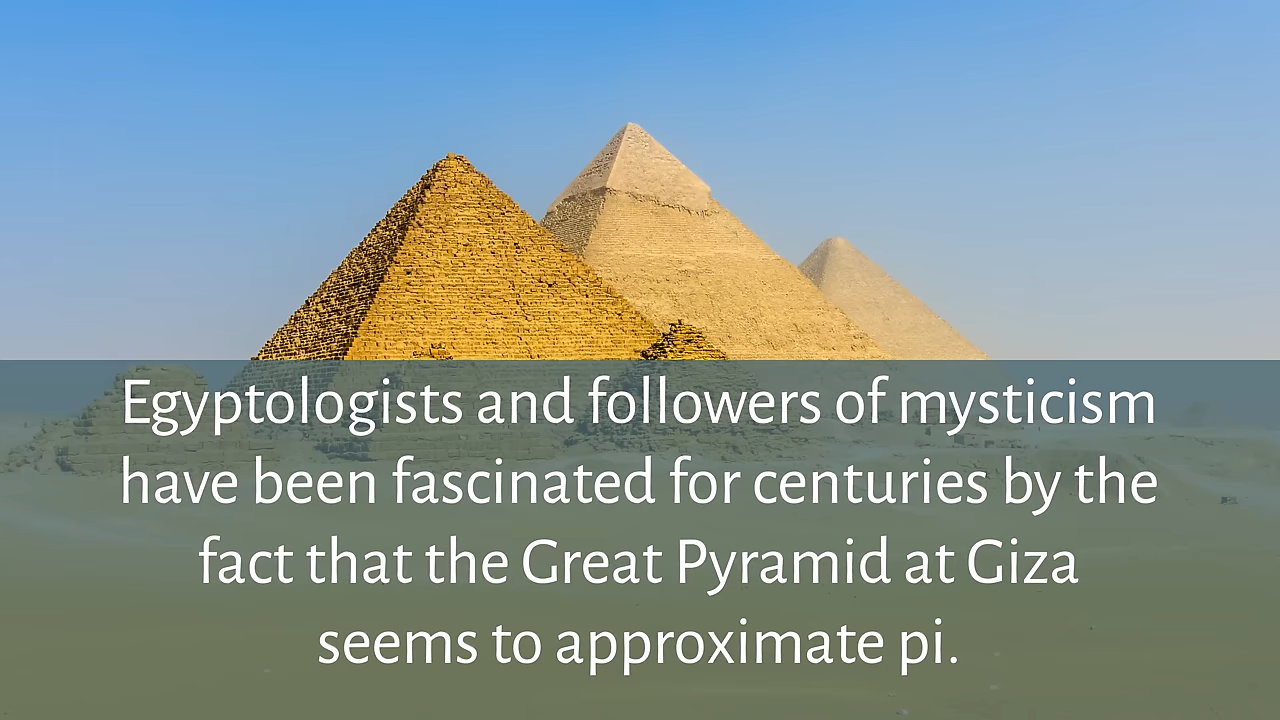 Egyptologists and followers of mysticism
have been fascinated for centuries by the
fact that the Great Pyramid at Giza
seems to approximate pi.